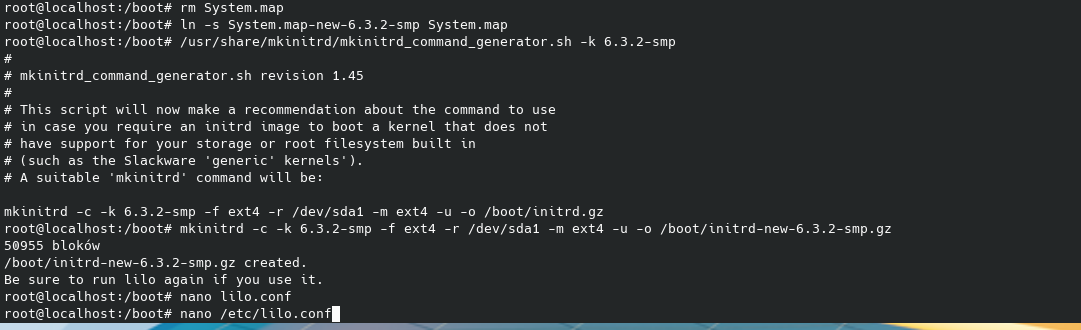 root@localhost:/boot# rm System.map
root@localhost:/boot# ln -s System.map-new-6.3.2-smp System.map
root@localhost:/boot# /usr/share/mkinitrd/mkinitrd_command_generator.sh -k 6.3.2-smp
#
# mkinitrd_command_generator.sh revision 1.45
#
# This script will now make a recommendation about the command to use
# in case you require an initrd image to boot a kernel that does not
# have support for your storage or root filesystem built in
# (such as the Slackware 'generic' kernels').
# A suitable 'mkinitrd' command will be:

mkinitrd -c -k 6.3.2-smp -f ext4 -r /dev/sda1 -m ext4 -u -o /boot/initrd.gz
root@localhost:/boot# mkinitrd -c -k 6.3.2-smp -f ext4 -r /dev/sda1 -m ext4 -u -o /boot/initrd-new-6.3.2-smp.gz
50955 bloków
/boot/initrd-new-6.3.2-smp.gz created.
Be sure to run lilo again if you use it.
root@localhost:/boot# nano lilo.conf
root@localhost:/boot# nano /etc/lilo.conf